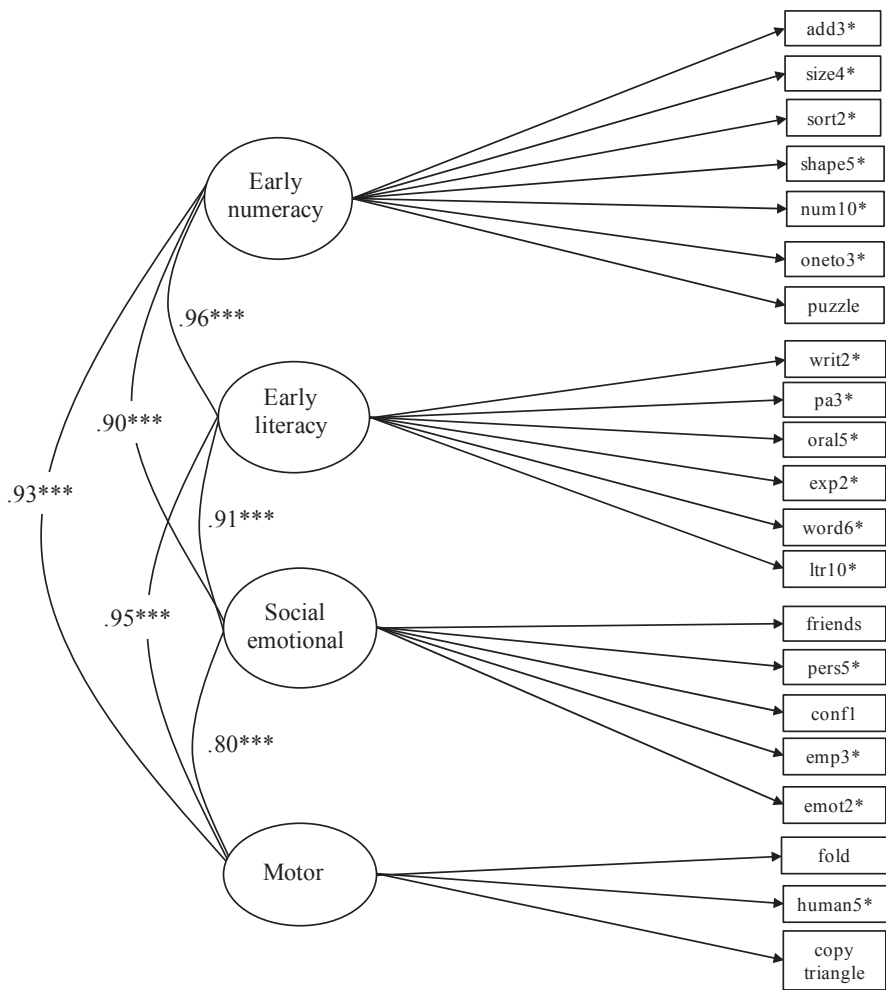 add3*
size4*
sort2*
shape5*
num10*
oneto3*
puzzle
Early
numeracy
.96***
writ2*
pa3*
oral5*
exp2*
word6*
ltr10*
Early
literacy
.90***
.93***
.91***
.95***
Social
emotional
friends
pers5*
confl
emp3*
emot2*
.80***
Motor
fold
human5*
copy
triangle